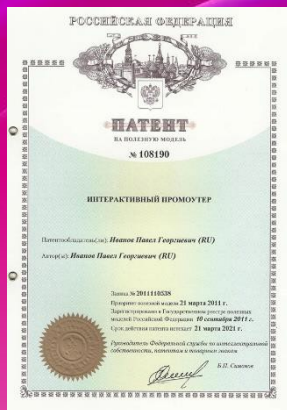 РОССИЙСКАЯ ФЕДЕРАЦИЯ
ПАТЕНТ
НА ПОЛЕЗНУЮ МОДЕЛЬ
№ 108190
ИНТЕРАКТИВНЫЙ ПРОМОУТЕР
Патентообладатель(ли): Иванов Павел Георгиевич (RU)
Автор(ы): Иванов Павел Георгиевич (RU)
Заявка № 2011110538
Приоритет полезной модели 21 марта 2011 г.
Зарегистрировано в Государственном реестре полезных
моделей Российской Федерации 10 сентября 2011 г.
Срок действия патента истекает 21 марта 2021 г.
Руководитель Федеральной службы по интеллектуальной
собственности, патентам и товарным знакам
Б.П. Симонов